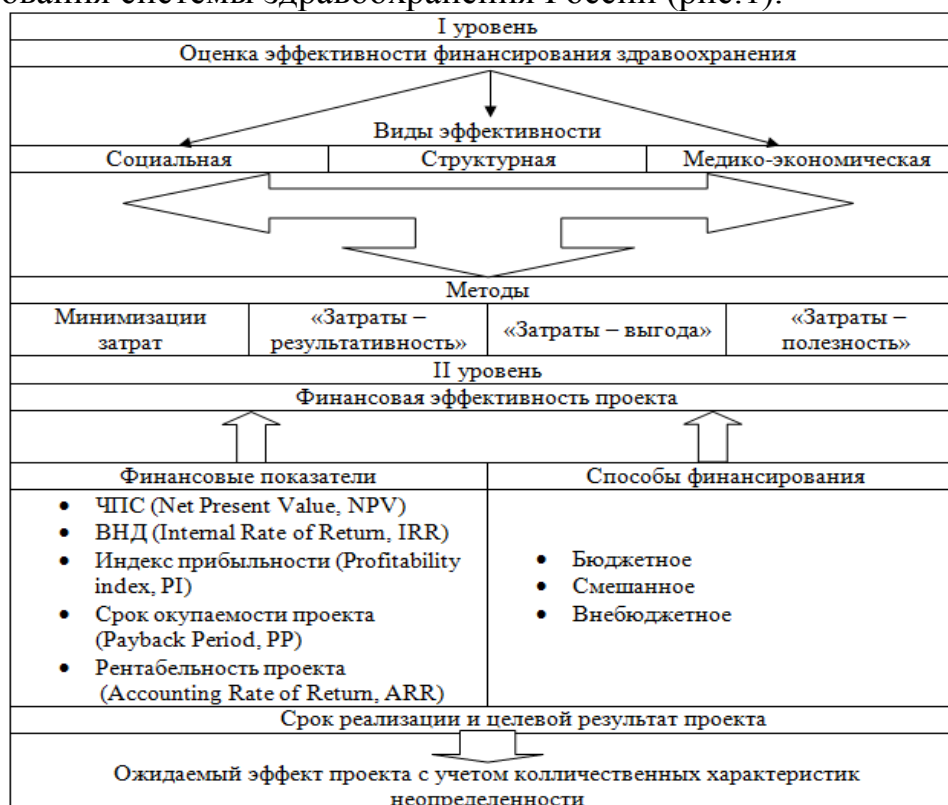 ования системы здравоохранения России (рис.1).
I уровень
Оценка эффективности финансирования здравоохранения
Виды эффективности
Социальная
Структурная
Медико-экономическая
Методы
Минимизации
затрат
«Затраты –
результативность»
«Затраты – выгода»
«Затраты –
полезность»
II уровень
Финансовая эффективность проекта
Финансовые показатели
• ЧПС (Net Present Value, NPV)
• ВНД (Internal Rate of Return, IRR)
• Индекс прибыльности (Profitability
index, PI)
• Срок окупаемости проекта
(Payback Period, PP)
• Рентабельность проекта
(Accounting Rate of Return, ARR)
Способы финансирования
• Бюджетное
• Смешанное
• Внебюджетное
Срок реализации и целевой результат проекта
Ожидаемый эффект проекта с учетом колличественных характеристик
неопределенности